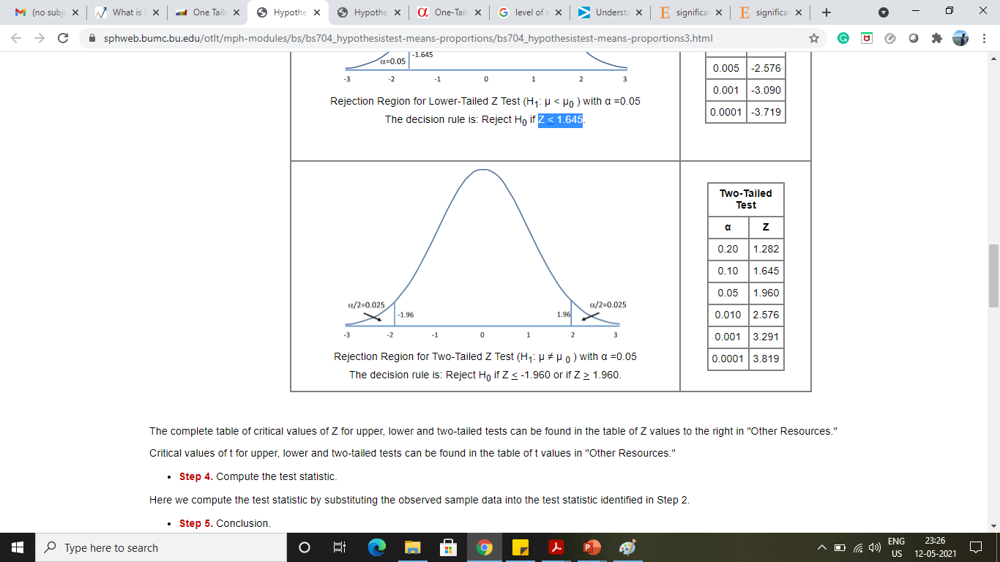 (no subje
What is
One Taile
Hypothe
Hypothe
One-Tail
level of s
Understa
significa
significa
sphweb.bumc.bu.edu/otlt/mph-modules/bs/bs704_hypothesistest-means-proportions/bs704_hypothesistest-means-proportions3.html
α=0.05
-1.645
-3 -2 -1 0 1 2 3
Rejection Region for Lower-Tailed Z Test (H1: μ < μ0 ) with α =0.05
The decision rule is: Reject H0 if Z < 1.645.
0.005 -2.576
0.001 -3.090
0.0001 -3.719
α/2=0.025
-1.96
1.96
α/2=0.025
-3 -2 -1 0 1 2 3
Rejection Region for Two-Tailed Z Test (H1: μ ≠ μ 0 ) with α =0.05
The decision rule is: Reject H0 if Z < -1.960 or if Z > 1.960.
Two-Tailed
Test
α Z
0.20 1.282
0.10 1.645
0.05 1.960
0.010 2.576
0.001 3.291
0.0001 3.819
The complete table of critical values of Z for upper, lower and two-tailed tests can be found in the table of Z values to the right in "Other Resources."
Critical values of t for upper, lower and two-tailed tests can be found in the table of t values in "Other Resources."
• Step 4. Compute the test statistic.
Here we compute the test statistic by substituting the observed sample data into the test statistic identified in Step 2.
• Step 5. Conclusion.
Type here to search
ENG
US
23:26
12-05-2021